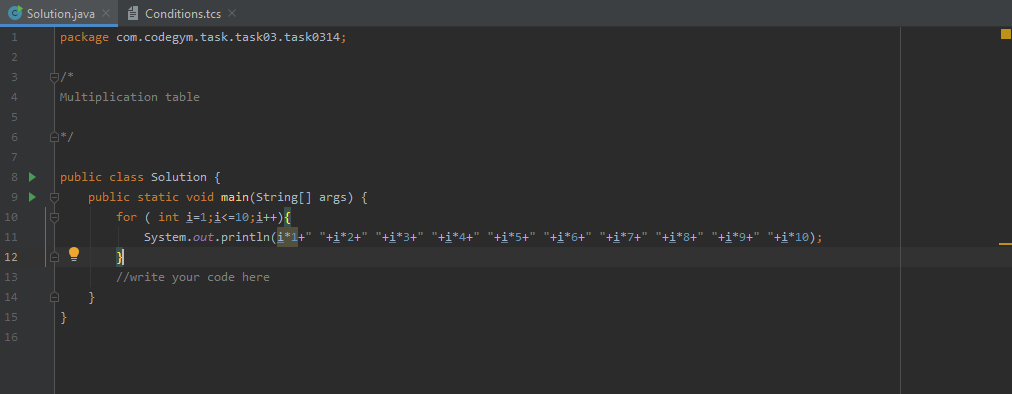 Solution.java Conditions.tcs
1 package com.codegym.task.task03.task0314;
2
3 /*
4 Multiplication table
5
6 */
7
8 public class Solution {
9 public static void main(String[] args) {
10 for ( int i=1;i<=10;i++){
11 System.out.println(i*1+" "+i*2+" "+i*3+" "+i*4+" "+i*5+" "+i*6+" "+i*7+" "+i*8+" "+i*9+" "+i*10);
12 }
13 //write your code here
14 }
15 }
16